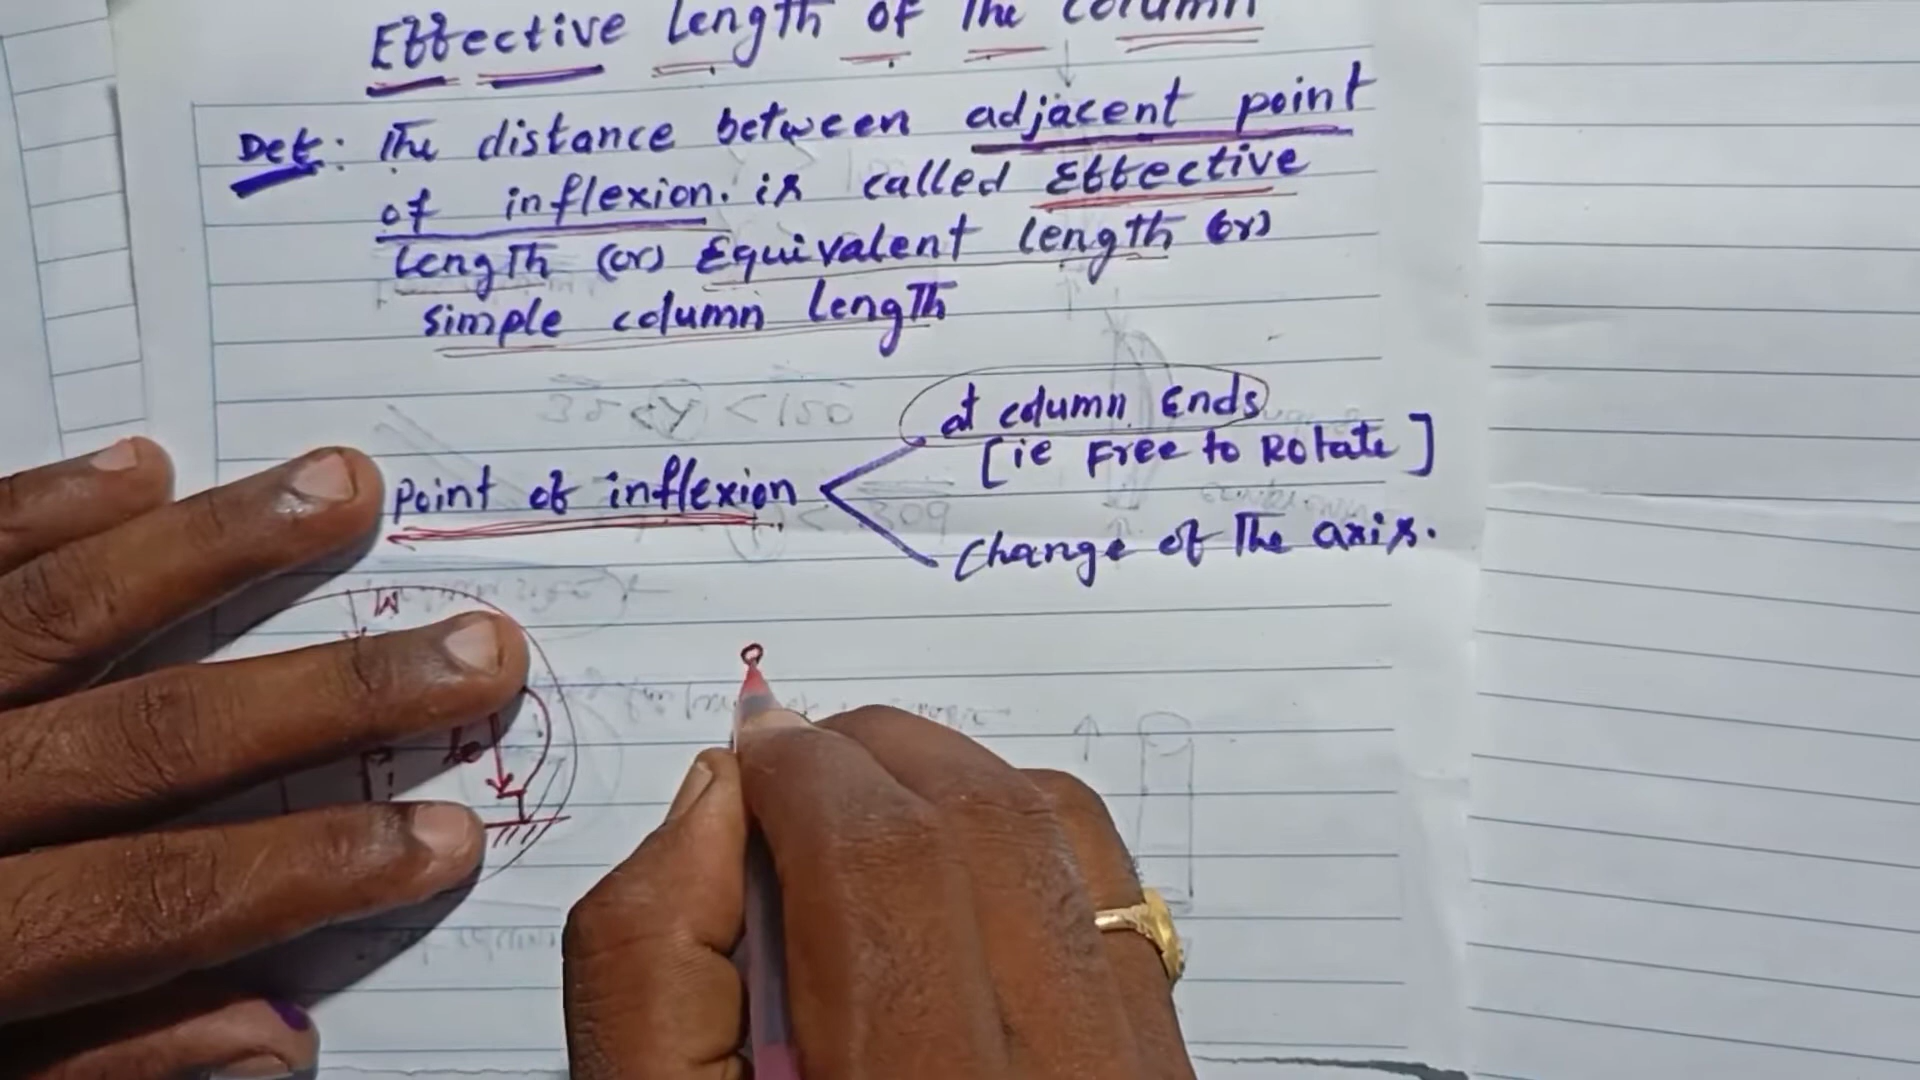 Effective Length of The Column
Def: The distance between adjacent point
of inflexion. is called Effective
Length (or) Equivalent length (or)
simple column length
at column Ends
[ie Free to Rotate]
point of inflexion
Change of The axis.
W
le